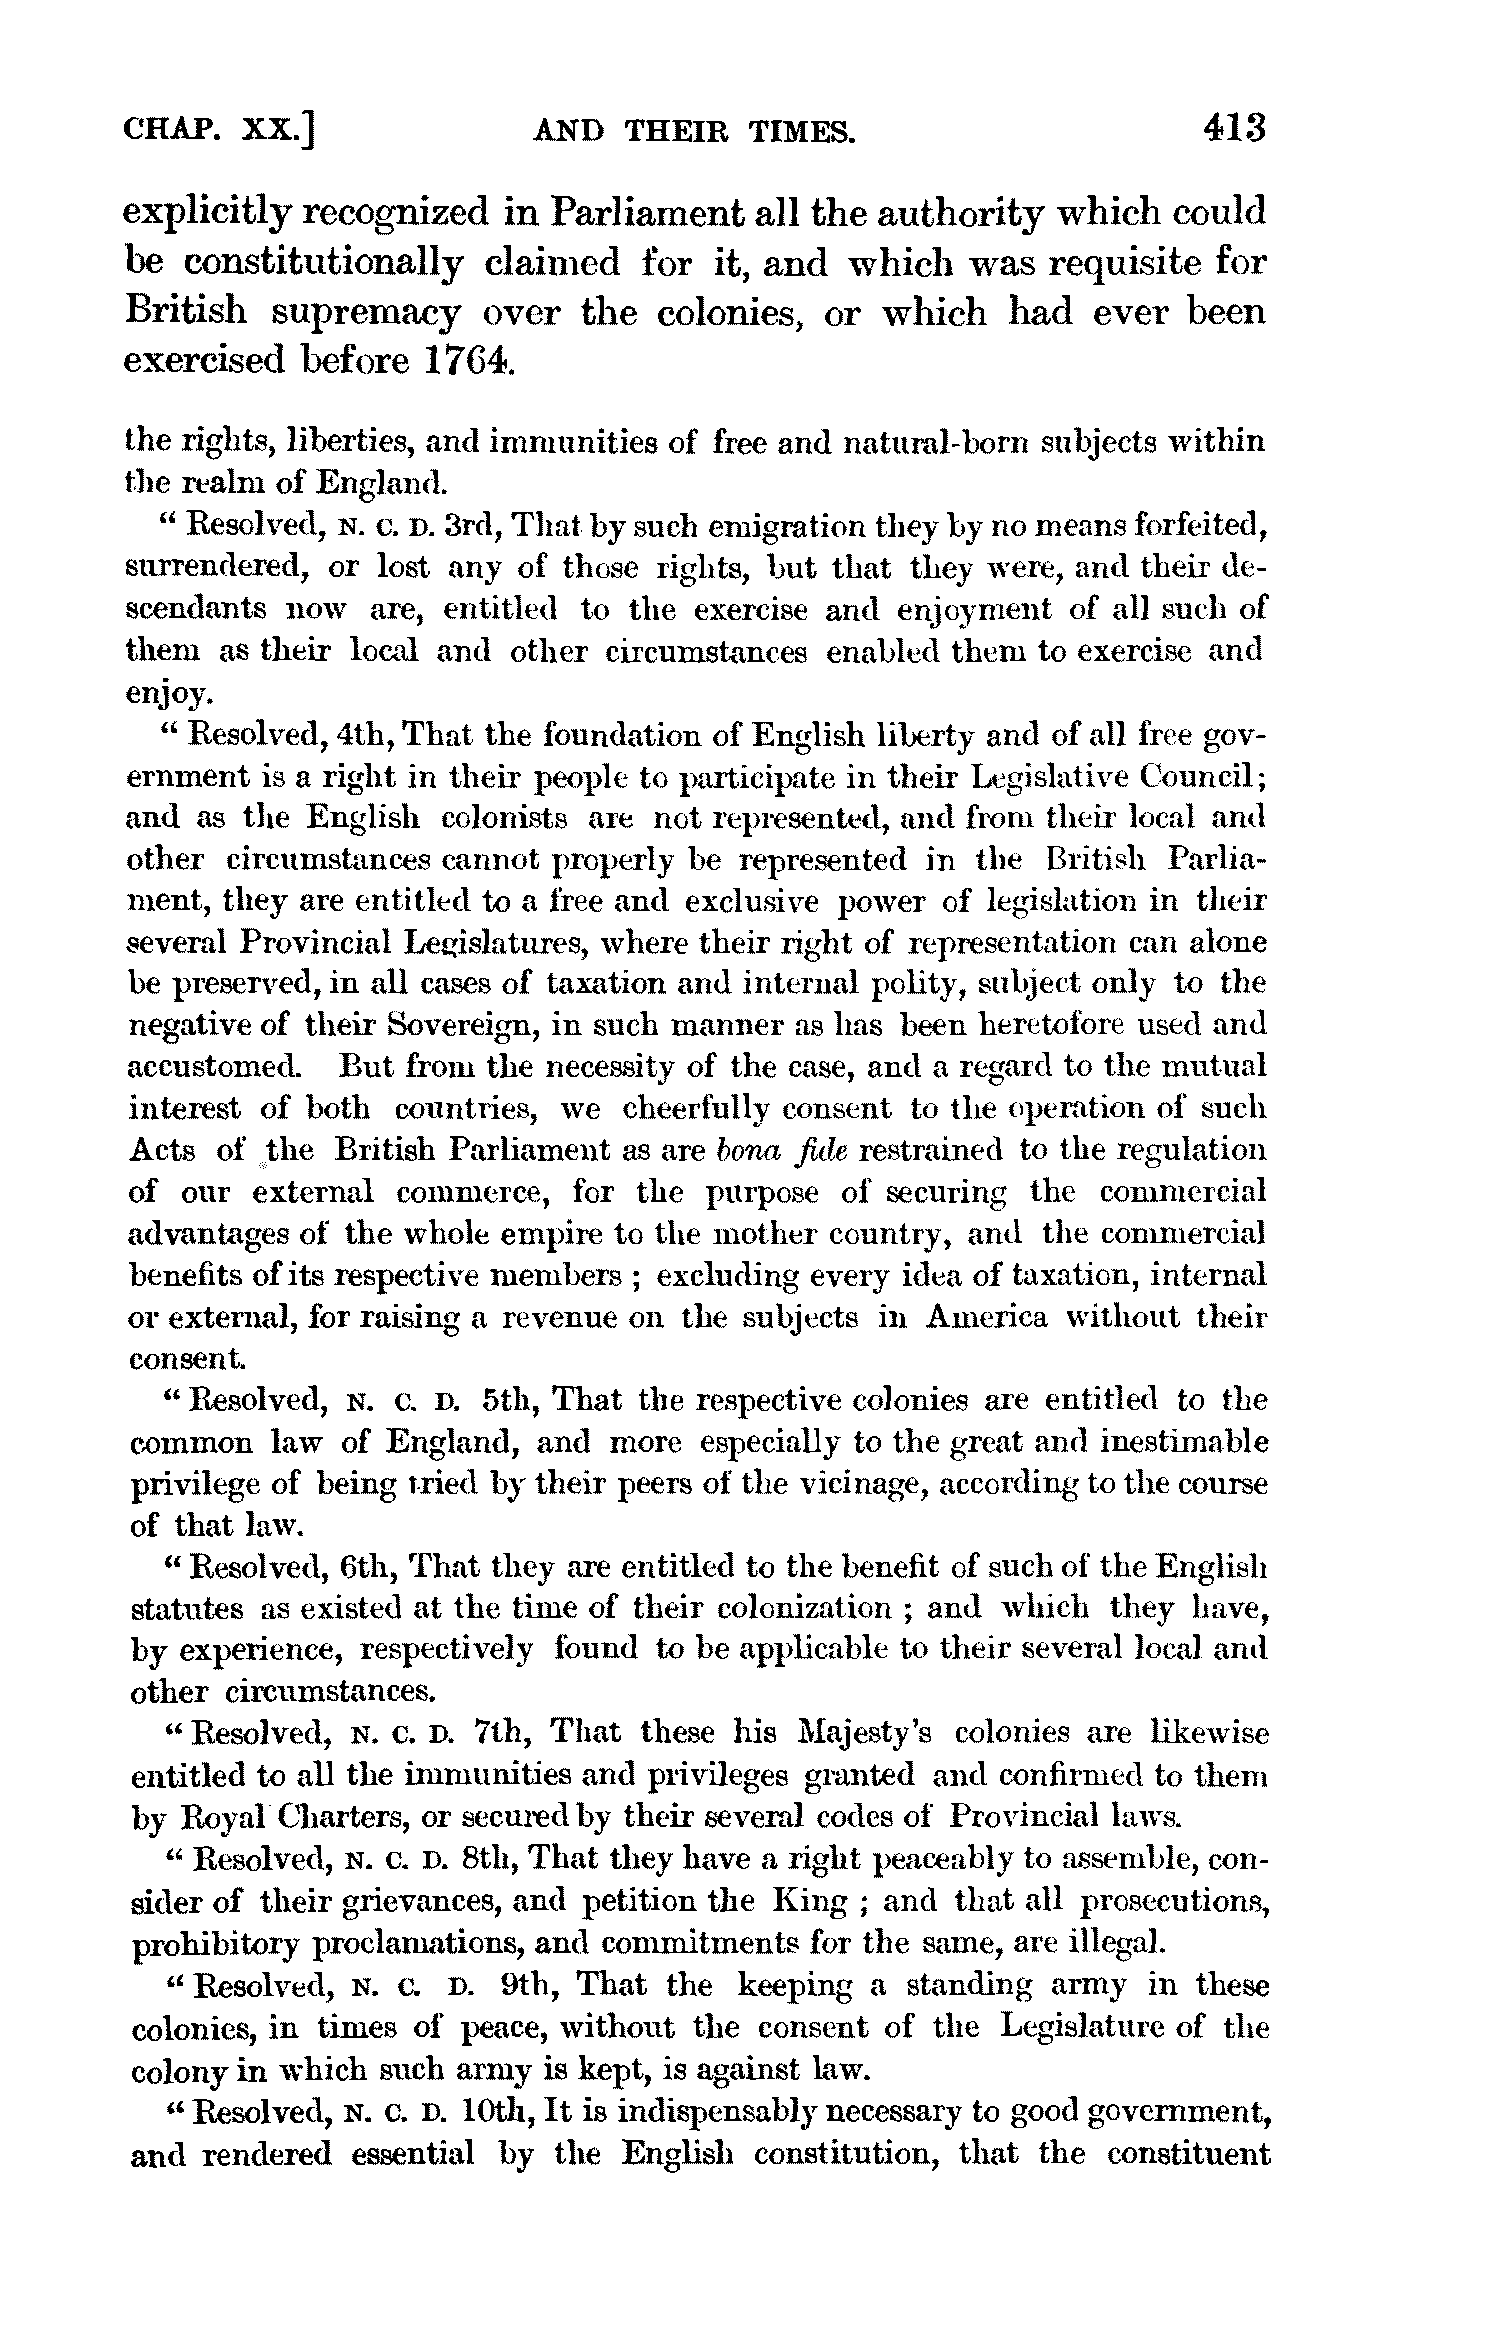 CHAP. XX.] AND THEIR TIMES. 413
explicitly recognized in Parliament all the authority which could
be constitutionally claimed for it, and which was requisite for
British supremacy over the colonies, or which had ever been
exercised before 1764.
the rights, liberties, and immunities of free and natural-born subjects within
the realm of England.
“ Resolved, N. C. D. 3rd, That by such emigration they by no means forfeited,
surrendered, or lost any of those rights, but that they were, and their de-
scendants now are, entitled to the exercise and enjoyment of all such of
them as their local and other circumstances enabled them to exercise and
enjoy.
“ Resolved, 4th, That the foundation of English liberty and of all free gov-
ernment is a right in their people to participate in their Legislative Council;
and as the English colonists are not represented, and from their local and
other circumstances cannot properly be represented in the British Parlia-
ment, they are entitled to a free and exclusive power of legislation in their
several Provincial Legislatures, where their right of representation can alone
be preserved, in all cases of taxation and internal polity, subject only to the
negative of their Sovereign, in such manner as has been heretofore used and
accustomed. But from the necessity of the case, and a regard to the mutual
interest of both countries, we cheerfully consent to the operation of such
Acts of the British Parliament as are bona fide restrained to the regulation
of our external commerce, for the purpose of securing the commercial
advantages of the whole empire to the mother country, and the commercial
benefits of its respective members ; excluding every idea of taxation, internal
or external, for raising a revenue on the subjects in America without their
consent.
“ Resolved, N. C. D. 5th, That the respective colonies are entitled to the
common law of England, and more especially to the great and inestimable
privilege of being tried by their peers of the vicinage, according to the course
of that law.
“ Resolved, 6th, That they are entitled to the benefit of such of the English
statutes as existed at the time of their colonization ; and which they have,
by experience, respectively found to be applicable to their several local and
other circumstances.
“ Resolved, N. C. D. 7th, That these his Majesty's colonies are likewise
entitled to all the immunities and privileges granted and confirmed to them
by Royal Charters, or secured by their several codes of Provincial laws.
“ Resolved, N. C. D. 8th, That they have a right peaceably to assemble, con-
sider of their grievances, and petition the King ; and that all prosecutions,
prohibitory proclamations, and commitments for the same, are illegal.
“ Resolved, N. C. D. 9th, That the keeping a standing army in these
colonies, in times of peace, without the consent of the Legislature of the
colony in which such army is kept, is against law.
“ Resolved, N. C. D. 10th, It is indispensably necessary to good government,
and rendered essential by the English constitution, that the constituent